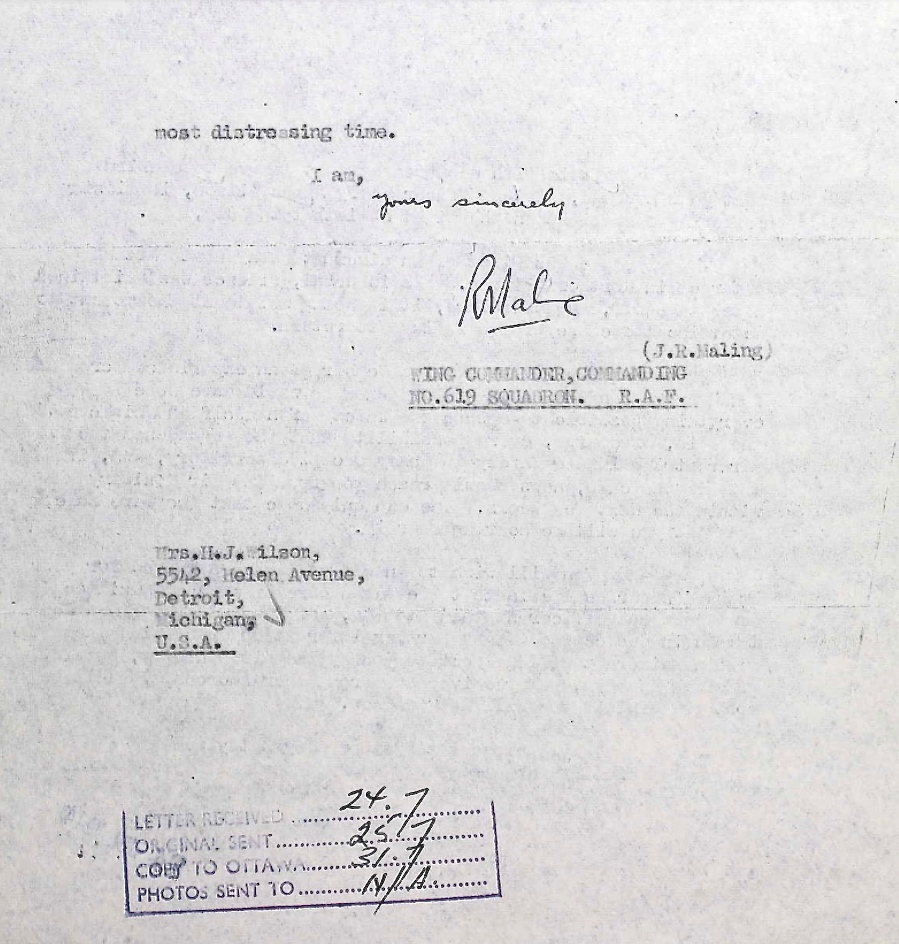 most distressing time.
I am,
yours sincerely
RMaling
(J.R.Maling)
WING COMMANDER,COMMANDING
NO.619 SQUADRON. R.A.F.
Mrs.H.J.Wilson,
5542, Helen Avenue,
Detroit,
Michigan,
U.S.A.
LETTER RECEIVED 24.7
ORIGINAL SENT 25.7
COPY TO OTTAWA 31.7
PHOTOS SENT TO N/A.